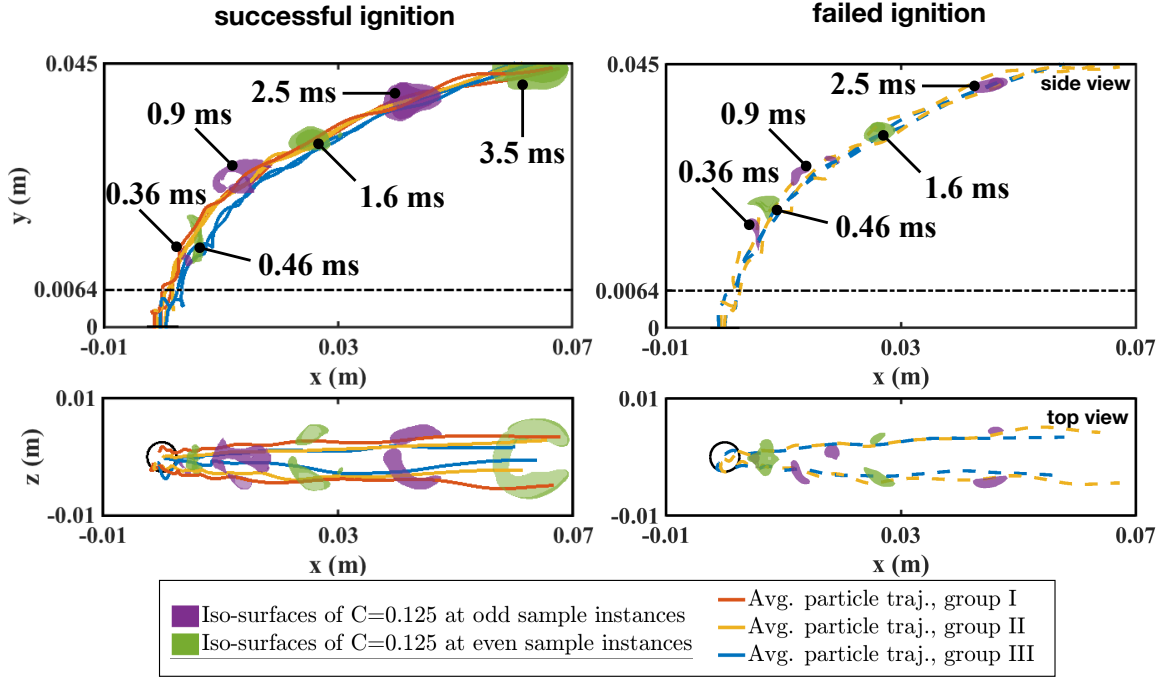 successful ignition
failed ignition
0.045
0.0064
0
y (m)
0.9 ms
2.5 ms
0.36 ms
3.5 ms
1.6 ms
0.46 ms
-0.01
0.03
0.07
x (m)
0.045
0.0064
0
side view
2.5 ms
0.9 ms
0.36 ms
1.6 ms
0.46 ms
-0.01
0.03
0.07
x (m)
0.01
-0.01
z (m)
-0.01
0.03
0.07
x (m)
0.01
-0.01
top view
-0.01
0.03
0.07
x (m)
Iso-surfaces of C=0.125 at odd sample instances
Iso-surfaces of C=0.125 at even sample instances
Avg. particle traj., group I
Avg. particle traj., group II
Avg. particle traj., group III